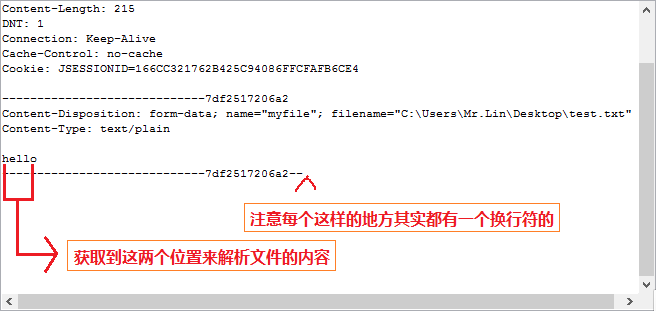 Content-Length: 215
DNT: 1
Connection: Keep-Alive
Cache-Control: no-cache
Cookie: JSESSIONID=166CC321762B425C94086FFCFAFB6CE4
-----------------------------7df2517206a2
Content-Disposition: form-data; name="myfile"; filename="C:\Users\Mr.Lin\Desktop\test.txt"
Content-Type: text/plain
hello
-----------------------------7df2517206a2--
注意每个这样的地方其实都有一个换行符的
获取到这两个位置来解析文件的内容